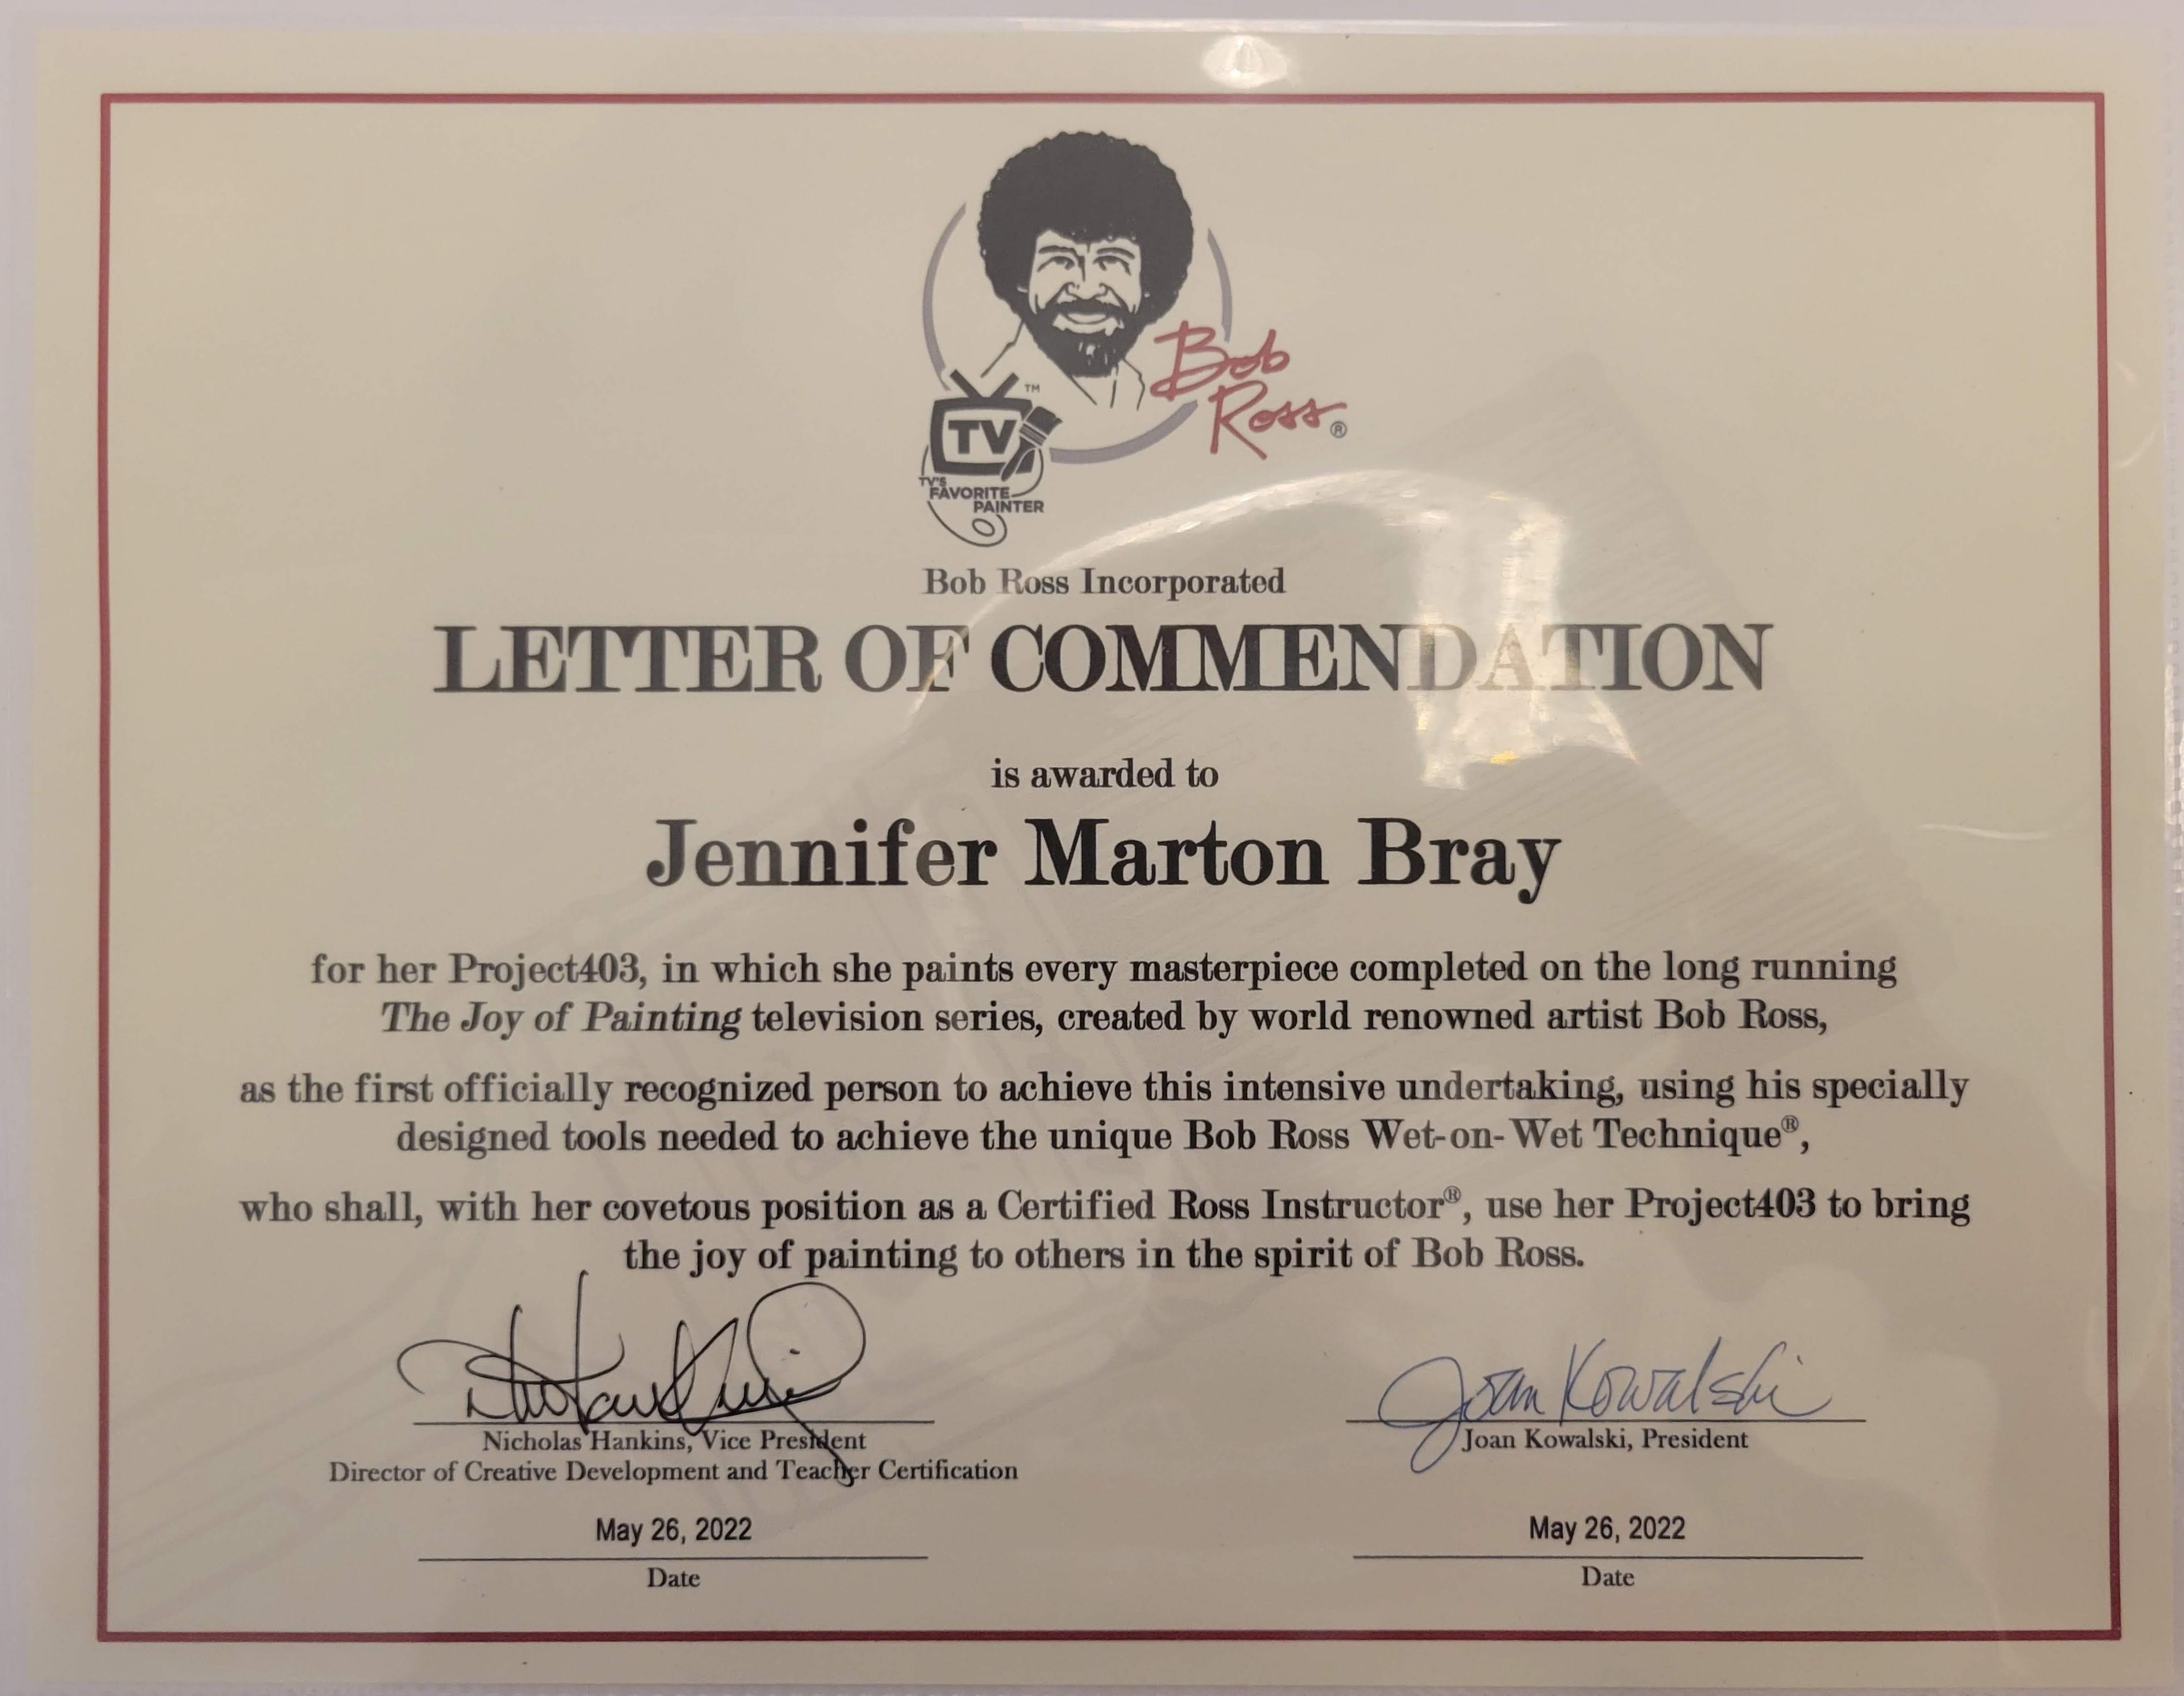 Bob
Ross®
TV ™
TV'S
FAVORITE
PAINTER
Bob Ross Incorporated
LETTER OF COMMENDATION
is awarded to
Jennifer Marton Bray
for her Project403, in which she paints every masterpiece completed on the long running
The Joy of Painting television series, created by world renowned artist Bob Ross,
as the first officially recognized person to achieve this intensive undertaking, using his specially
designed tools needed to achieve the unique Bob Ross Wet-on-Wet Technique®,
who shall, with her covetous position as a Certified Ross Instructor®, use her Project403 to bring
the joy of painting to others in the spirit of Bob Ross.
Joan Kowalski
Nicholas Hankins, Vice President
Director of Creative Development and Teacher Certification
Joan Kowalski, President
May 26, 2022
Date
May 26, 2022
Date